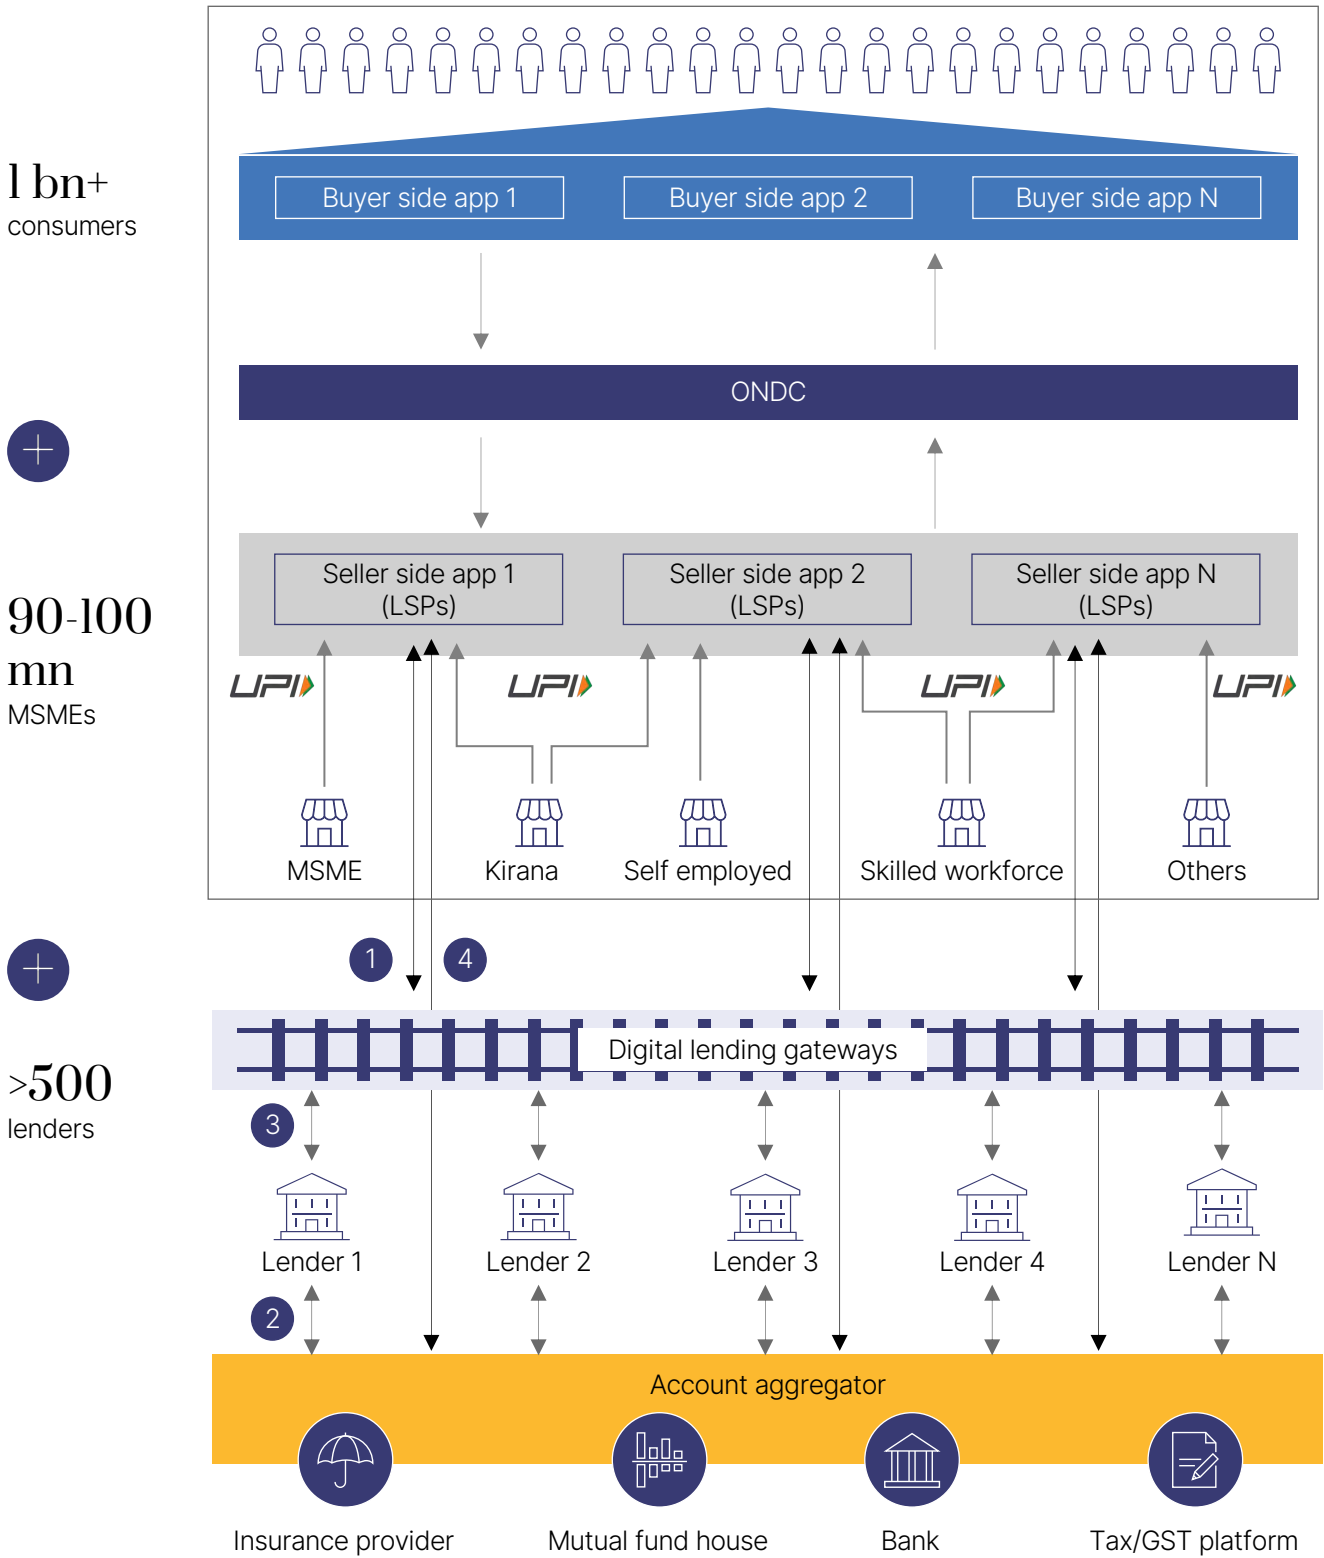 1 bn+
consumers
Buyer side app 1
Buyer side app 2
Buyer side app N
ONDC
Seller side app 1
(LSPs)
Seller side app 2
(LSPs)
Seller side app N
(LSPs)
90-100
mn
MSMEs
UPI
UPI
UPI
UPI
MSME
Kirana
Self employed
Skilled workforce
Others
1
4
Digital lending gateways
>500
lenders
3
Lender 1
Lender 2
Lender 3
Lender 4
Lender N
2
Account aggregator
Insurance provider
Mutual fund house
Bank
Tax/GST platform